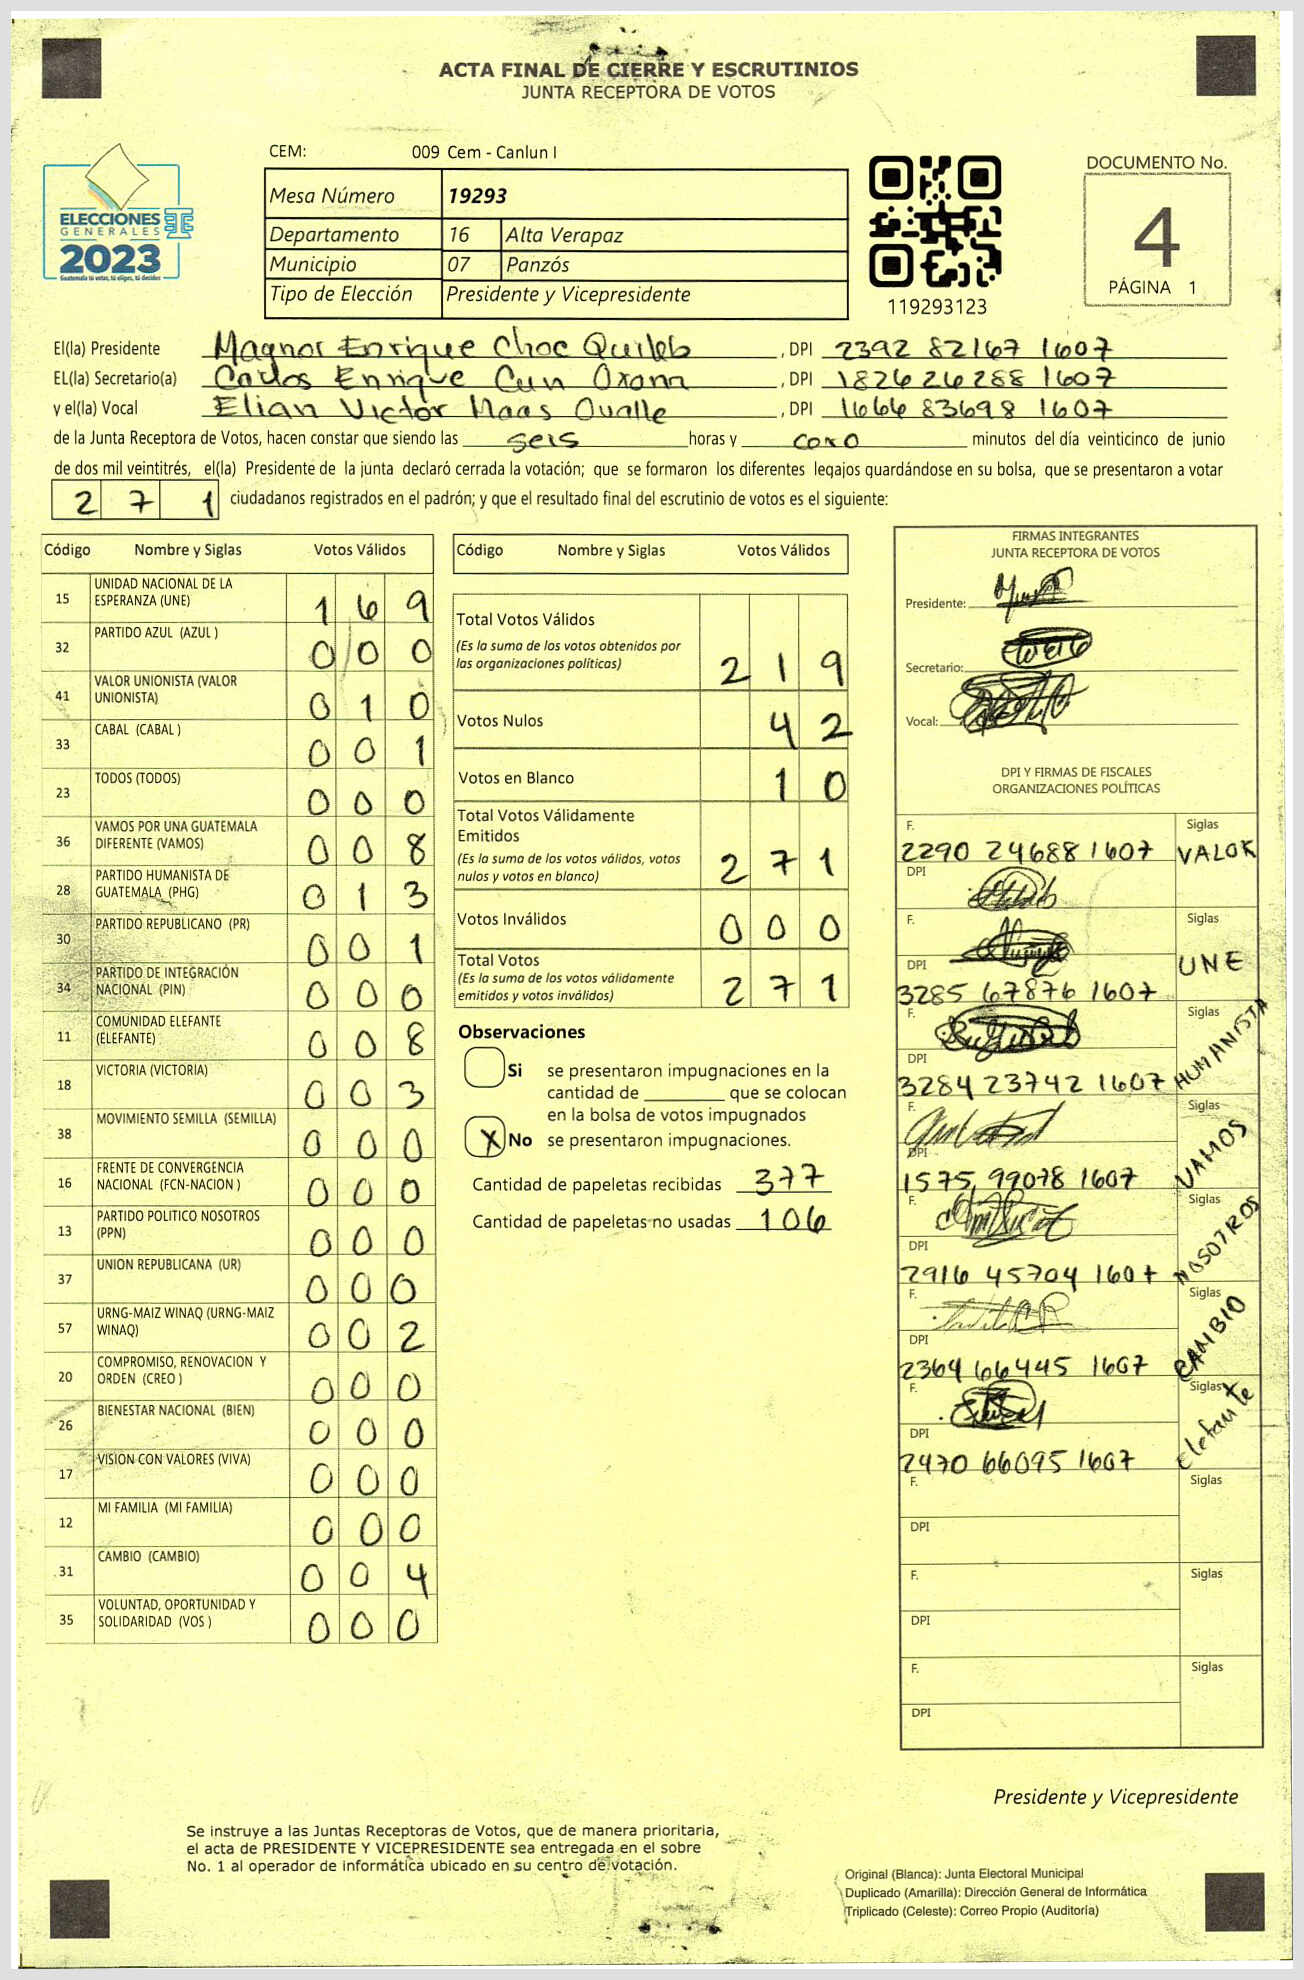 ACTA FINAL DE CIERRE Y ESCRUTINIOS
JUNTA RECEPTORA DE VOTOS
CEM: 009 Cem - Canlun I
Mesa Número 19293
Departamento 16 Alta Verapaz
Municipio 07 Panzós
Tipo de Elección Presidente y Vicepresidente
ELECCIONES
GENERALES
2023
Guatemala tú votas, tú eliges, tú decides
119293123
DOCUMENTO No.
4
PÁGINA 1
El(la) Presidente Magnor Enrique Choc Quileb , DPI 2392 82167 1607
EL(la) Secretario(a) Carlos Enrique Cun Oxom , DPI 1826 26288 1607
y el(la) Vocal Elian Victor Maas Oualle , DPI 1666 83698 1607
de la Junta Receptora de Votos, hacen constar que siendo las seis horas y cero minutos del día veinticinco de junio
de dos mil veintitrés, el(la) Presidente de la junta declaró cerrada la votación; que se formaron los diferentes legajos guardándose en su bolsa, que se presentaron a votar
2 7 1 ciudadanos registrados en el padrón; y que el resultado final del escrutinio de votos es el siguiente:
Código Nombre y Siglas Votos Válidos
15 UNIDAD NACIONAL DE LA ESPERANZA (UNE) 1 6 9
32 PARTIDO AZUL (AZUL ) 0 0 0
41 VALOR UNIONISTA (VALOR UNIONISTA) 0 1 0
33 CABAL (CABAL ) 0 0 1
23 TODOS (TODOS) 0 0 0
36 VAMOS POR UNA GUATEMALA DIFERENTE (VAMOS) 0 0 8
28 PARTIDO HUMANISTA DE GUATEMALA (PHG) 0 1 3
30 PARTIDO REPUBLICANO (PR) 0 0 1
34 PARTIDO DE INTEGRACIÓN NACIONAL (PIN) 0 0 0
11 COMUNIDAD ELEFANTE (ELEFANTE) 0 0 8
18 VICTORIA (VICTORIA) 0 0 3
38 MOVIMIENTO SEMILLA (SEMILLA) 0 0 0
16 FRENTE DE CONVERGENCIA NACIONAL (FCN-NACION ) 0 0 0
13 PARTIDO POLITICO NOSOTROS (PPN) 0 0 0
37 UNION REPUBLICANA (UR) 0 0 0
57 URNG-MAIZ WINAQ (URNG-MAIZ WINAQ) 0 0 2
20 COMPROMISO, RENOVACION Y ORDEN (CREO ) 0 0 0
26 BIENESTAR NACIONAL (BIEN) 0 0 0
17 VISION CON VALORES (VIVA) 0 0 0
12 MI FAMILIA (MI FAMILIA) 0 0 0
31 CAMBIO (CAMBIO) 0 0 4
35 VOLUNTAD, OPORTUNIDAD Y SOLIDARIDAD (VOS ) 0 0 0
Código Nombre y Siglas Votos Válidos
Total Votos Válidos
(Es la suma de los votos obtenidos por
las organizaciones políticas) 2 1 9
Votos Nulos 4 2
Votos en Blanco 1 0
Total Votos Válidamente
Emitidos
(Es la suma de los votos válidos, votos
nulos y votos en blanco) 2 7 1
Votos Inválidos 0 0 0
Total Votos
(Es la suma de los votos válidamente
emitidos y votos inválidos) 2 7 1
Observaciones
Si se presentaron impugnaciones en la
cantidad de ________ que se colocan
en la bolsa de votos impugnados
X No se presentaron impugnaciones.
Cantidad de papeletas recibidas 377
Cantidad de papeletas no usadas 106
FIRMAS INTEGRANTES
JUNTA RECEPTORA DE VOTOS
Presidente:
Secretario:
Vocal:
DPI Y FIRMAS DE FISCALES
ORGANIZACIONES POLÍTICAS
F. Siglas
2290 24688 1607 VALOR
DPI
F. Siglas
DPI UNE
3285 67876 1607
F. Siglas
DPI HUMANISTA
3284 23742 1607
F. Siglas
DPI VAMOS
1575 99078 1607
F. Siglas
DPI NOSOTROS
2916 45704 1607
F. Siglas
DPI CAMBIO
2364 66445 1607
F. Siglas
DPI Elefante
2470 66095 1607
F. Siglas
DPI
F. Siglas
DPI
F. Siglas
DPI
Presidente y Vicepresidente
Se instruye a las Juntas Receptoras de Votos, que de manera prioritaria,
el acta de PRESIDENTE Y VICEPRESIDENTE sea entregada en el sobre
No. 1 al operador de informática ubicado en su centro de votación.
Original (Blanca): Junta Electoral Municipal
Duplicado (Amarilla): Dirección General de Informática
Triplicado (Celeste): Correo Propio (Auditoría)